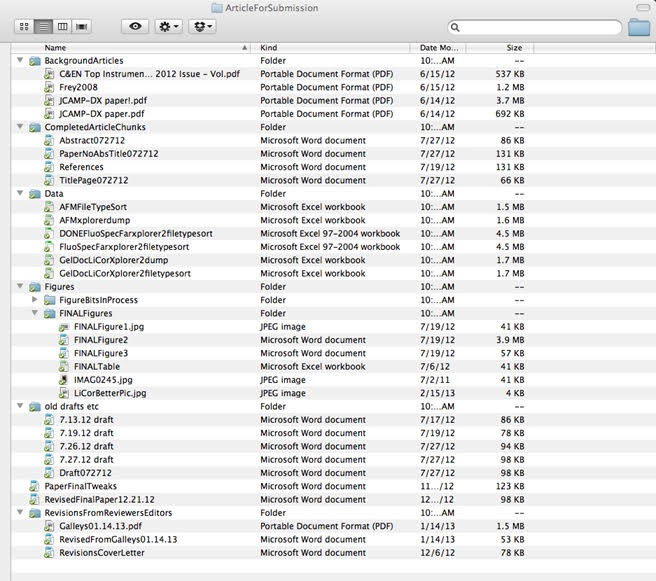 ArticleForSubmission
Name Kind Date Mo... Size
BackgroundArticles Folder 10:...AM --
C&EN Top Instrumen... 2012 Issue - Vol.pdf Portable Document Format (PDF) 6/15/12 537 KB
Frey2008 Portable Document Format (PDF) 6/15/12 1.2 MB
JCAMP-DX paper!.pdf Portable Document Format (PDF) 6/14/12 3.7 MB
JCAMP-DX paper.pdf Portable Document Format (PDF) 6/14/12 692 KB
CompletedArticleChunks Folder 10:...AM --
Abstract072712 Microsoft Word document 7/27/12 86 KB
PaperNoAbsTitle072712 Microsoft Word document 7/27/12 131 KB
References Microsoft Word document 7/19/12 131 KB
TitlePage072712 Microsoft Word document 7/27/12 66 KB
Data Folder 10:...AM --
AFMFileTypeSort Microsoft Excel workbook 10:...AM 1.5 MB
AFMxplorerdump Microsoft Excel workbook 10:...AM 1.6 MB
DONEFluoSpecFarxplorer2filetypesort Microsoft Excel 97-2004 workbook 10:...AM 4.5 MB
FluoSpecFarxplorer2filetypesort Microsoft Excel 97-2004 workbook 10:...AM 4.5 MB
GelDocLiCorXplorer2dump Microsoft Excel workbook 10:...AM 1.7 MB
GelDocLiCorXplorer2filetypesort Microsoft Excel workbook 10:...AM 1.7 MB
Figures Folder 10:...AM --
FigureBitsInProcess Folder 10:...AM --
FINALFigures Folder 10:...AM --
FINALFigure1.jpg JPEG image 7/19/12 41 KB
FINALFigure2 Microsoft Word document 7/19/12 3.9 MB
FINALFigure3 Microsoft Word document 7/19/12 57 KB
FINALTable Microsoft Excel workbook 7/6/12 41 KB
IMAG0245.jpg JPEG image 7/2/11 41 KB
LiCorBetterPic.jpg JPEG image 2/15/13 4 KB
old drafts etc Folder 10:...AM --
7.13.12 draft Microsoft Word document 7/17/12 86 KB
7.19.12 draft Microsoft Word document 7/19/12 78 KB
7.26.12 draft Microsoft Word document 7/27/12 94 KB
7.27.12 draft Microsoft Word document 7/27/12 98 KB
Draft072712 Microsoft Word document 7/27/12 98 KB
PaperFinalTweaks Microsoft Word document 11.../12 123 KB
RevisedFinalPaper12.21.12 Microsoft Word document 12.../12 98 KB
RevisionsFromReviewersEditors Folder 10:...AM --
Galleys01.14.13.pdf Portable Document Format (PDF) 1/14/13 1.5 MB
RevisedFromGalleys01.14.13 Microsoft Word document 1/14/13 53 KB
RevisionsCoverLetter Microsoft Word document 12/6/12 78 KB